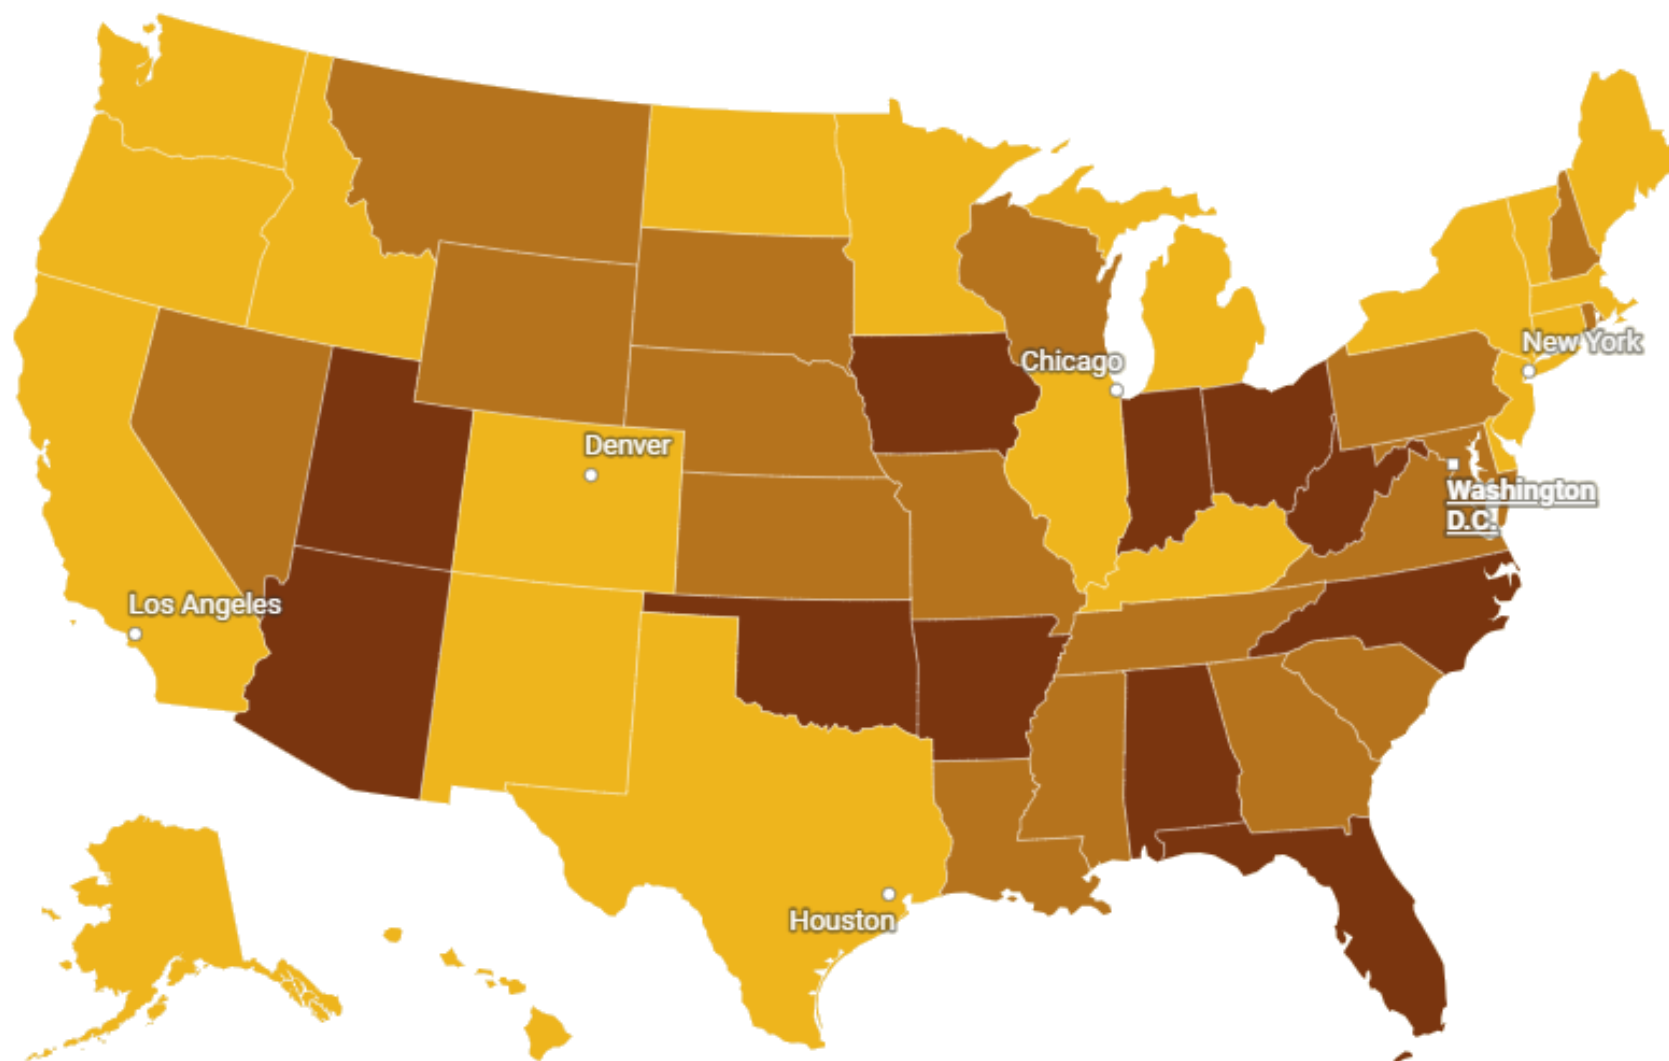 New York
Chicago
Denver
Washington
D.C.
Los Angeles
Houston